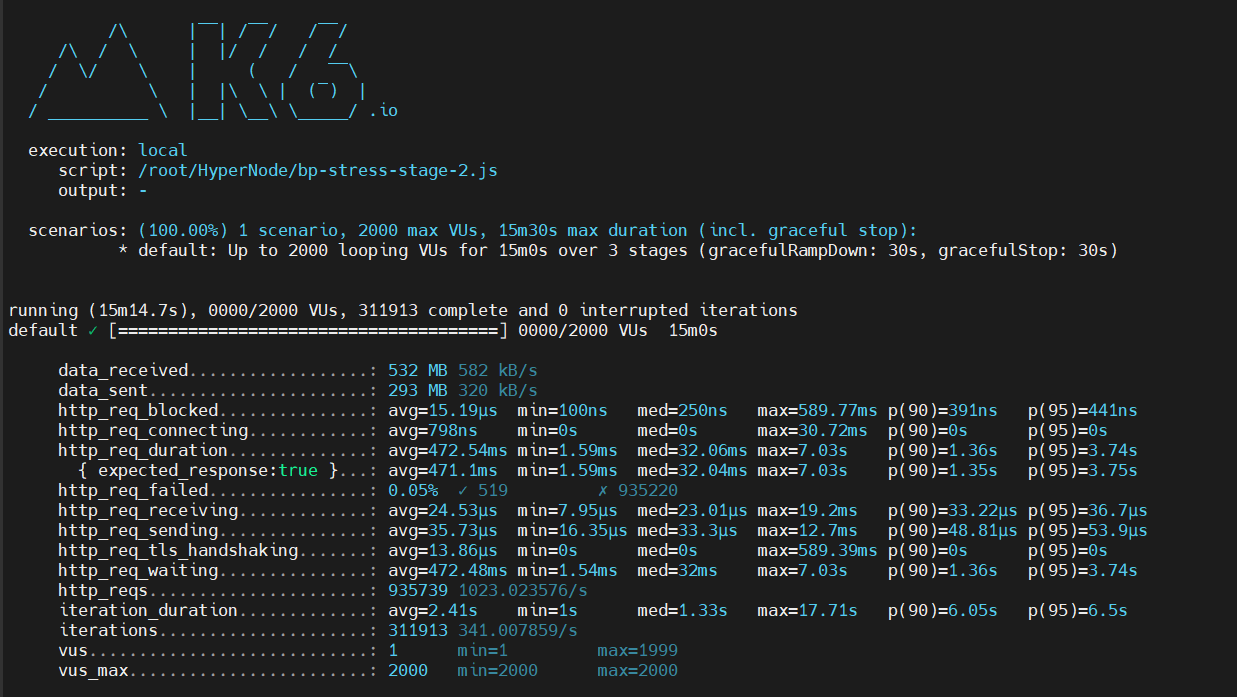 /\      |‾‾| /‾‾/   /‾‾/
     /\  /  \     |  |/  /   /  /
    /  \/    \    |     (   /   ‾‾\
   /          \   |  |\  \ |  (‾)  |
  / __________ \  |__| \__\ \_____/ .io
execution: local
script: /root/HyperNode/bp-stress-stage-2.js
output: -
scenarios: (100.00%) 1 scenario, 2000 max VUs, 15m30s max duration (incl. graceful stop):
* default: Up to 2000 looping VUs for 15m0s over 3 stages (gracefulRampDown: 30s, gracefulStop: 30s)
running (15m14.7s), 0000/2000 VUs, 311913 complete and 0 interrupted iterations
default ✓ [======================================] 0000/2000 VUs  15m0s
data_received..................: 532 MB 582 kB/s
data_sent......................: 293 MB 320 kB/s
http_req_blocked...............: avg=15.19µs  min=100ns   med=250ns   max=589.77ms p(90)=391ns   p(95)=441ns
http_req_connecting............: avg=798ns    min=0s      med=0s      max=30.72ms  p(90)=0s      p(95)=0s
http_req_duration..............: avg=472.54ms min=1.59ms  med=32.06ms max=7.03s    p(90)=1.36s   p(95)=3.74s
{ expected_response:true }...: avg=471.1ms  min=1.59ms  med=32.04ms max=7.03s    p(90)=1.35s   p(95)=3.75s
http_req_failed................: 0.05%  ✓ 519         ✗ 935220
http_req_receiving.............: avg=24.53µs  min=7.95µs  med=23.01µs max=19.2ms   p(90)=33.22µs p(95)=36.7µs
http_req_sending...............: avg=35.73µs  min=16.35µs med=33.3µs  max=12.7ms   p(90)=48.81µs p(95)=53.9µs
http_req_tls_handshaking.......: avg=13.86µs  min=0s      med=0s      max=589.39ms p(90)=0s      p(95)=0s
http_req_waiting...............: avg=472.48ms min=1.54ms  med=32ms    max=7.03s    p(90)=1.36s   p(95)=3.74s
http_reqs......................: 935739 1023.023576/s
iteration_duration.............: avg=2.41s    min=1s      med=1.33s   max=17.71s   p(90)=6.05s   p(95)=6.5s
iterations.....................: 311913 341.007859/s
vus............................: 1      min=1         max=1999
vus_max........................: 2000   min=2000      max=2000